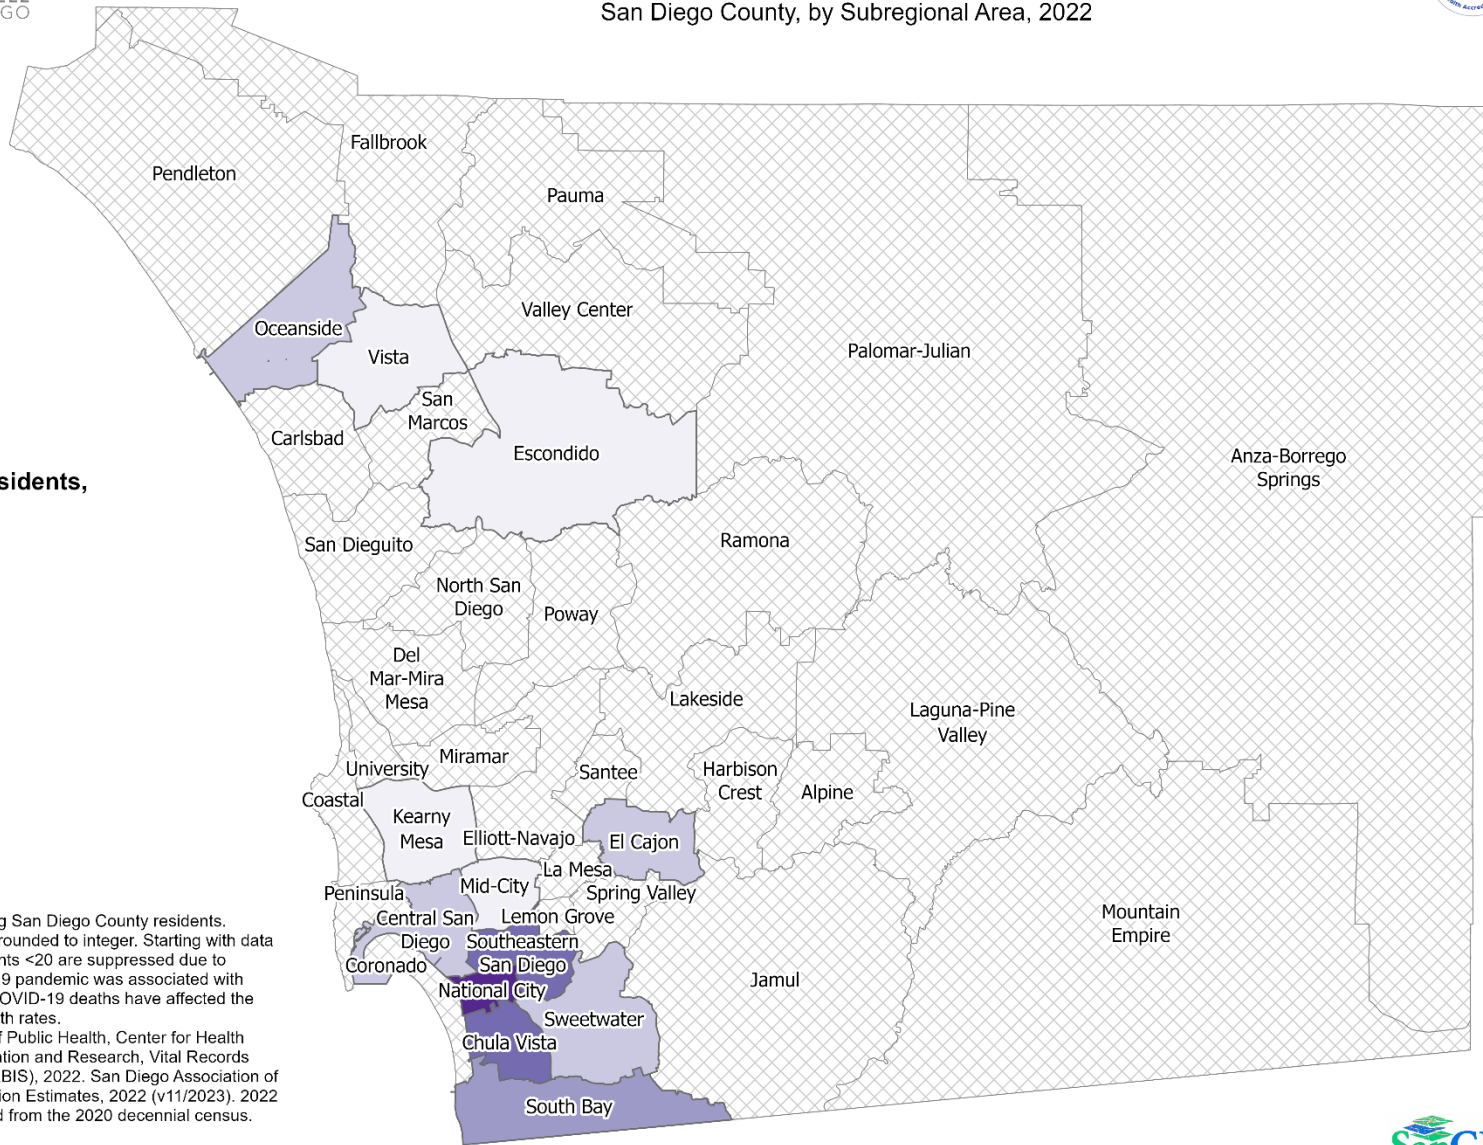 GO
San Diego County, by Subregional Area, 2022
Fallbrook
Pendleton
Pauma
Valley Center
Oceanside
Vista
Palomar-Julian
San
Marcos
Carlsbad
Escondido
Anza-Borrego
Springs
sidents,
San Dieguito
Ramona
North San
Diego
Poway
Del
Mar-Mira
Mesa
Lakeside
Laguna-Pine
Valley
Miramar
University
Santee
Harbison
Crest
Alpine
Coastal
Kearny
Mesa
Elliott-Navajo
El Cajon
La Mesa
Mid-City
Peninsula
Spring Valley
Central San
Diego
Lemon Grove
Mountain
Empire
Southeastern
San Diego
Coronado
Jamul
National City
Sweetwater
Chula Vista
South Bay
g San Diego County residents.
rounded to integer. Starting with data
nts <20 are suppressed due to
9 pandemic was associated with
OVID-19 deaths have affected the
th rates.
f Public Health, Center for Health
ation and Research, Vital Records
BIS), 2022. San Diego Association of
ion Estimates, 2022 (v11/2023). 2022
d from the 2020 decennial census.